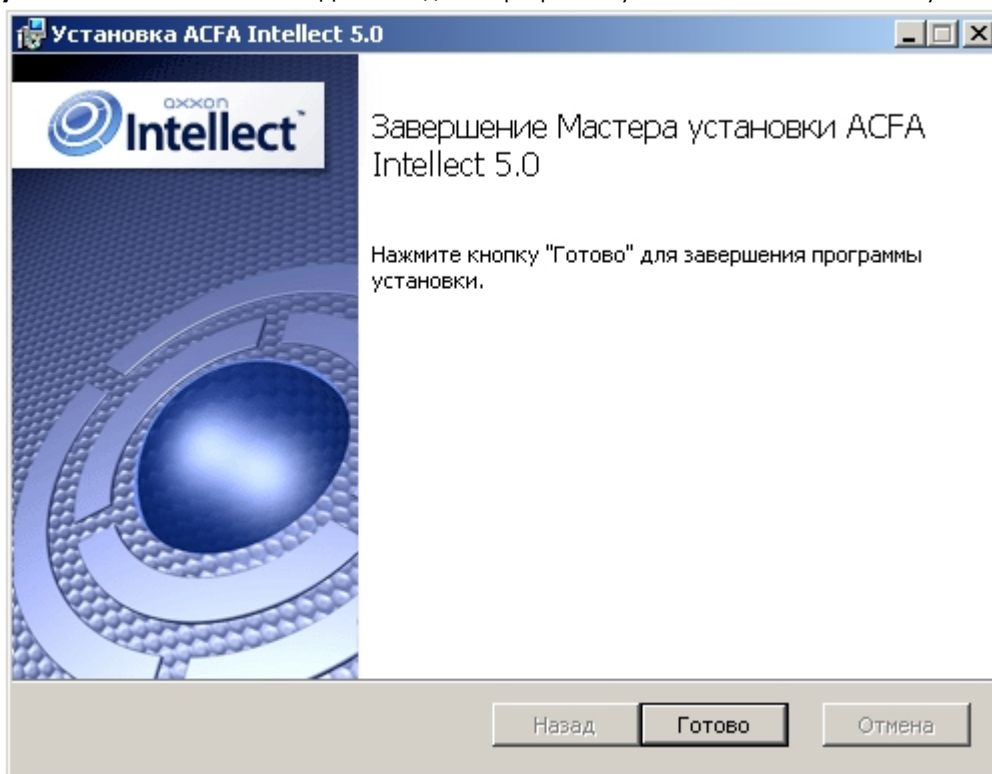 Установка ACFA Intellect 5.0
axxon
Intellect™
Завершение Мастера установки ACFA
Intellect 5.0
Нажмите кнопку "Готово" для завершения программы
установки.
Назад
Готово
Отмена